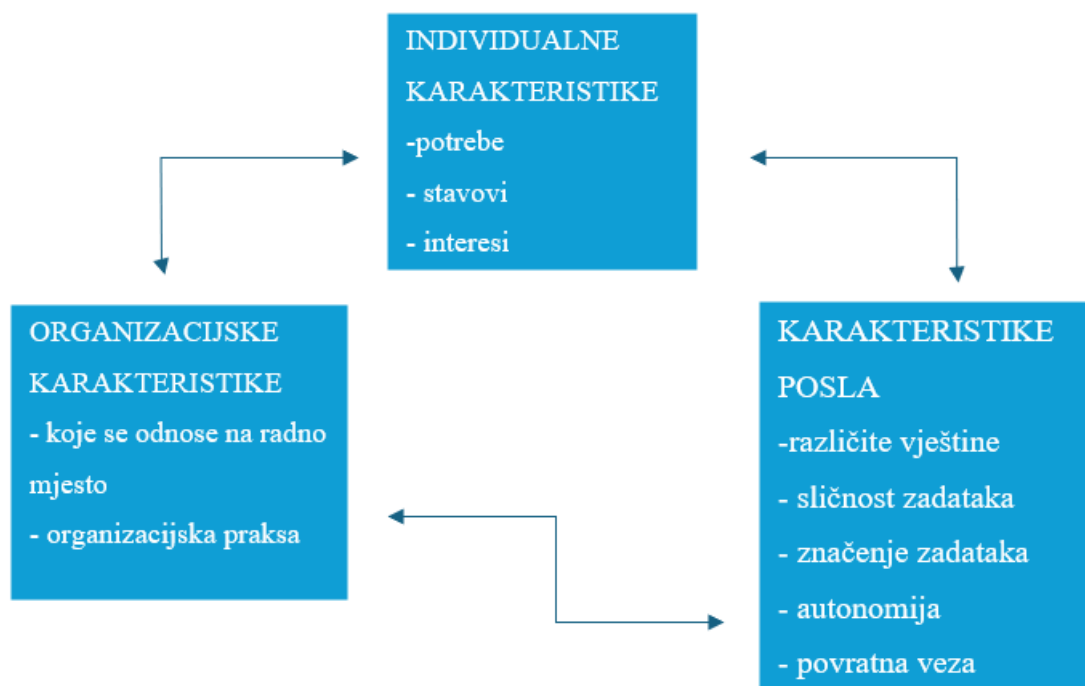 INDIVIDUALNE
KARAKTERISTIKE
-potrebe
- stavovi
- interesi
ORGANIZACIJSKE
KARAKTERISTIKE
- koje se odnose na radno
mjesto
- organizacijska praksa
KARAKTERISTIKE
POSLA
-različite vještine
- sličnost zadataka
- značenje zadataka
- autonomija
- povratna veza